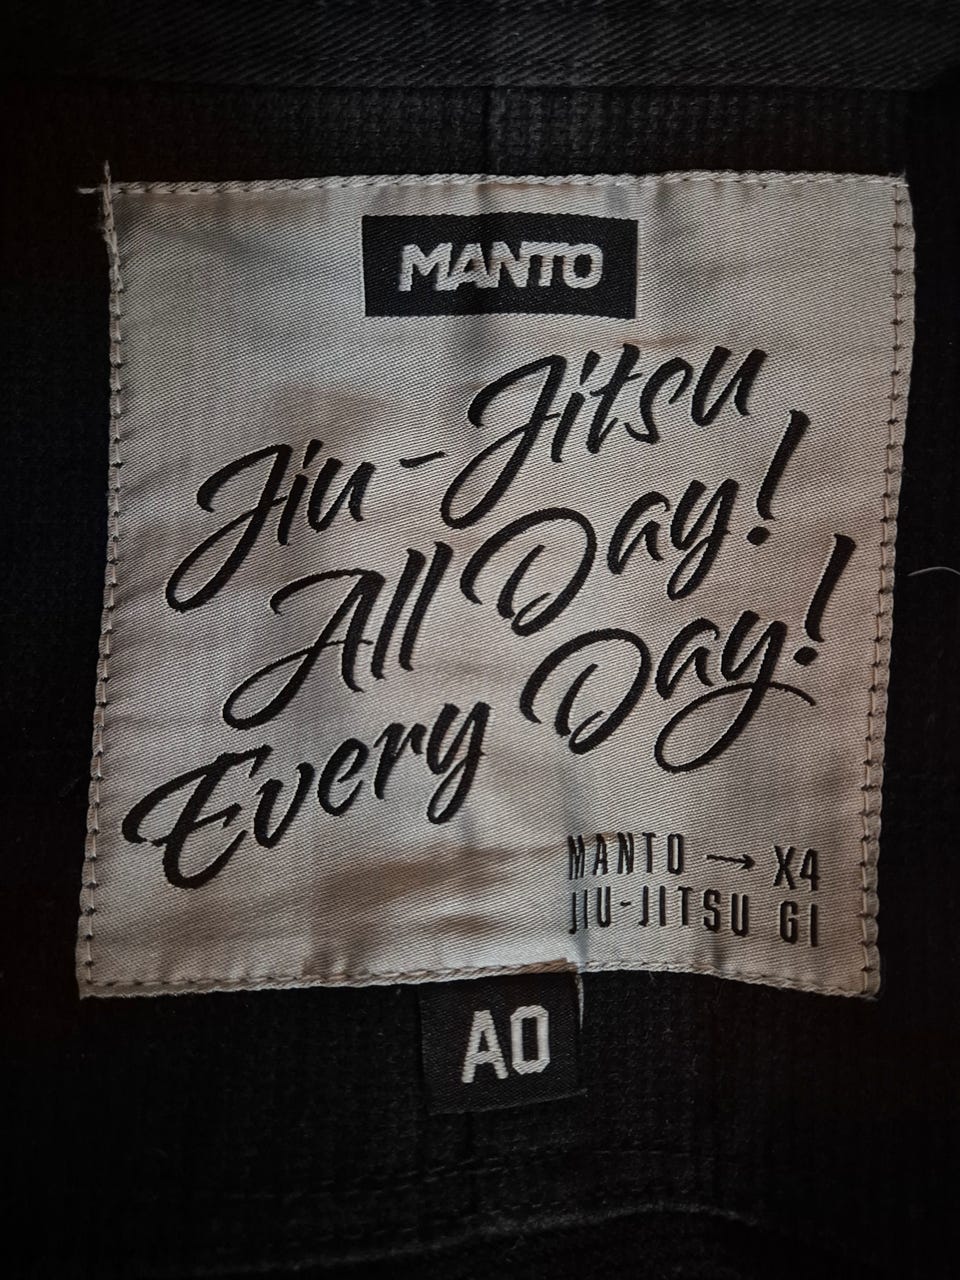 MANTO
Jiu-Jitsu
All Day!
Every Day!
MANTO → X4
JIU-JITSU GI
A0